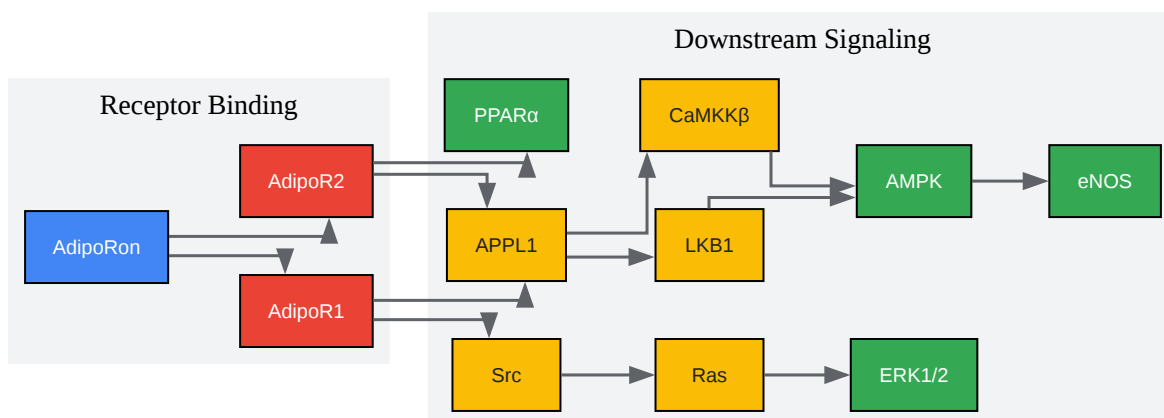 Downstream Signaling
Receptor Binding
PPARα
CaMKKβ
AdipoR2
AMPK
eNOS
AdipoRon
APPL1
LKB1
AdipoR1
Src
Ras
ERK1/2